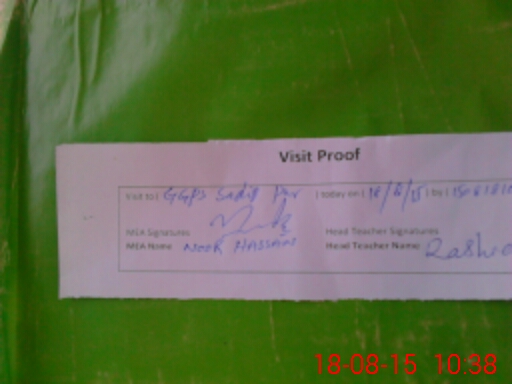 Visit Proof
Visit to | GGPS Sadiq Pur | today on | 18/8/15 | by |
MEA Signatures Head Teacher Signatures
MEA Name NOOR HASSAN Head Teacher Name
18-08-15 10:38